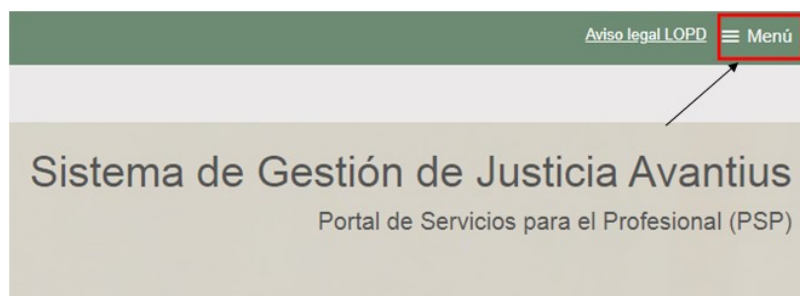 Aviso legal LOPD ≡ Menú
Sistema de Gestión de Justicia Avantius
Portal de Servicios para el Profesional (PSP)